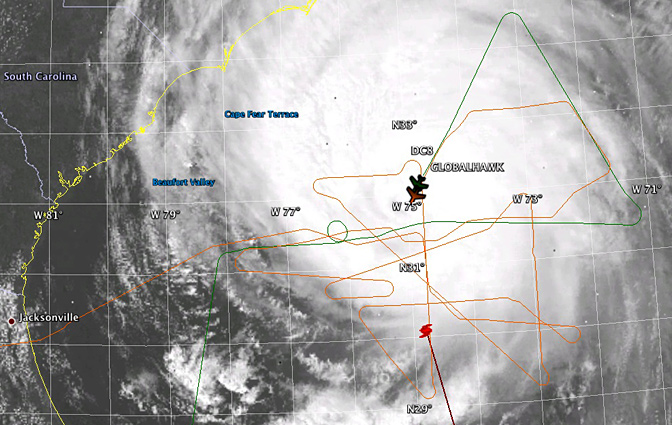 South Carolina
Cape Fear Terrace
N33°
DC8
GLOBALHAWK
Beaufort Valley
W 81°
W 79°
W 77°
W 75°
W 73°
W 71°
N31°
Jacksonville
N29°